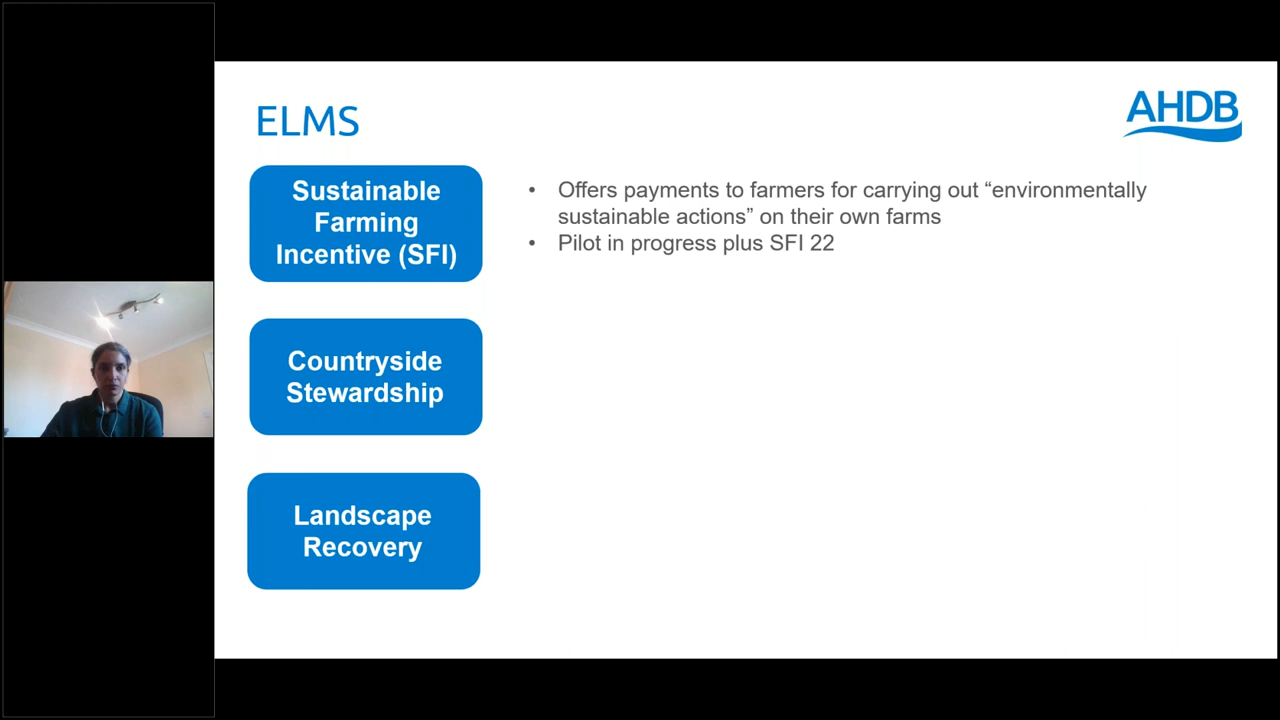 ELMS
AHDB
Sustainable
Farming
Incentive (SFI)
• Offers payments to farmers for carrying out “environmentally
sustainable actions” on their own farms
• Pilot in progress plus SFI 22
Countryside
Stewardship
Landscape
Recovery